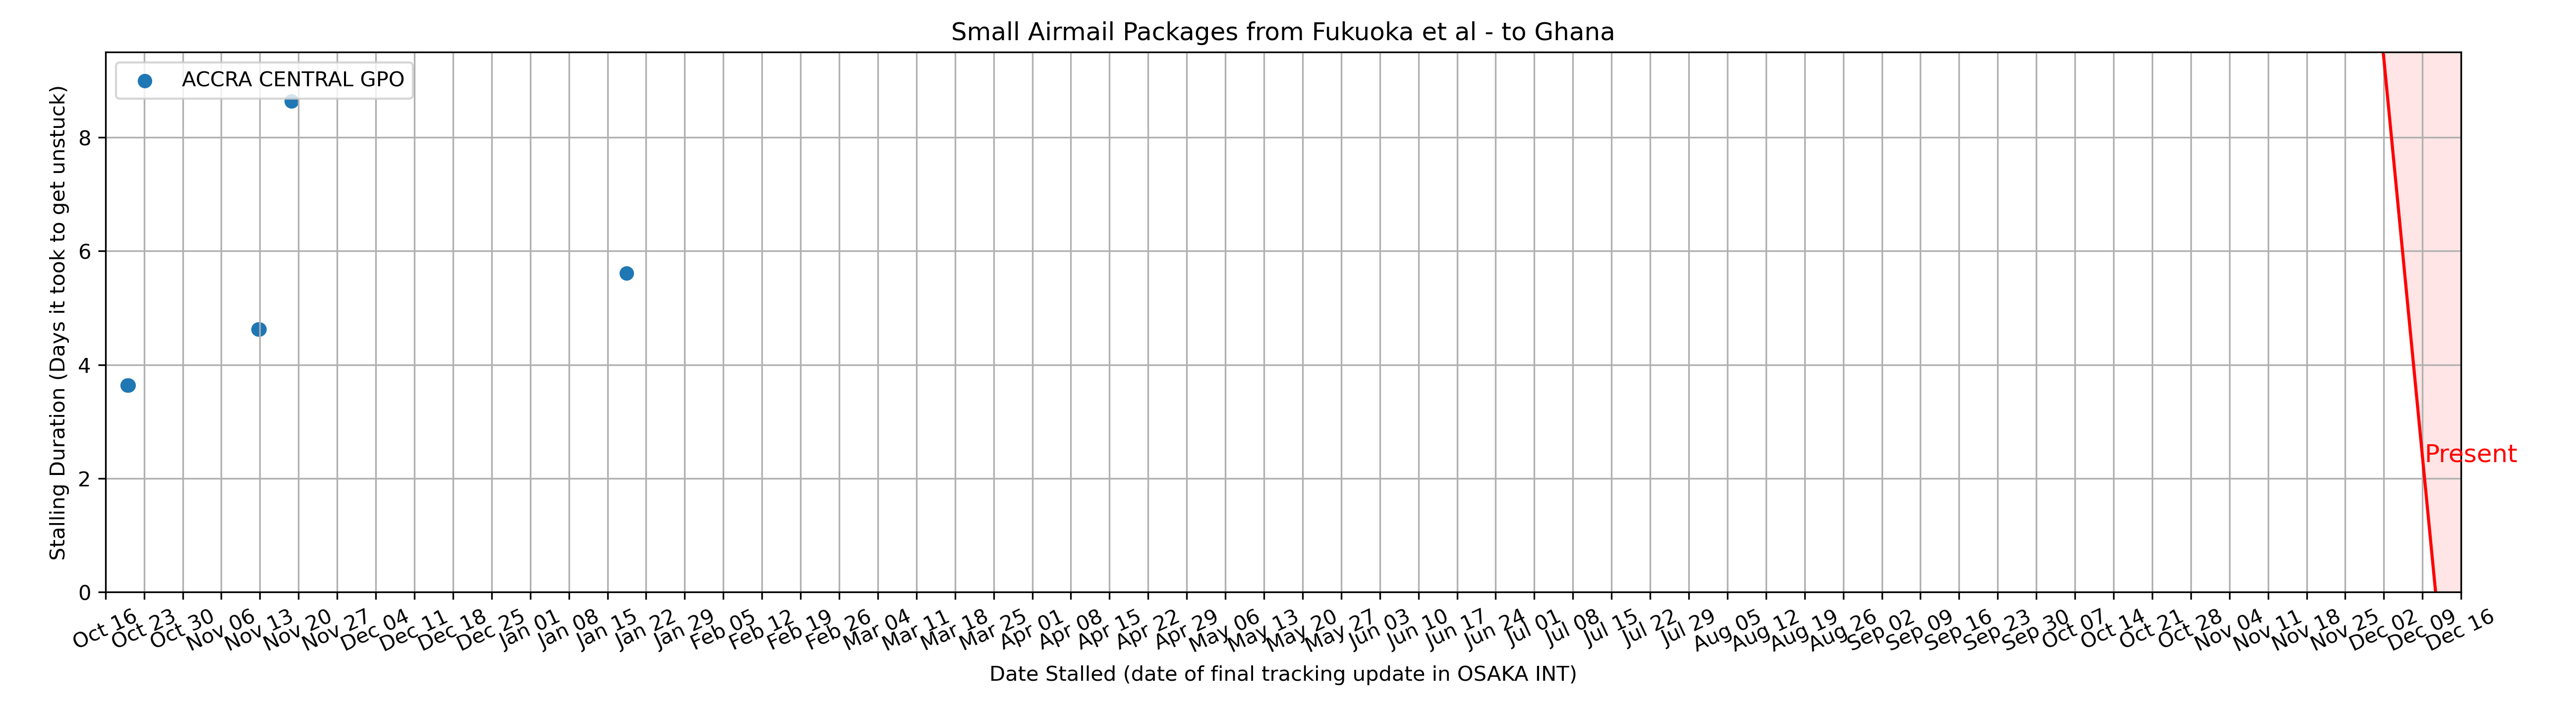 Small Airmail Packages from Fukuoka et al - to Ghana
ACCRA CENTRAL GPO
Stalling Duration (Days it took to get unstuck)
8
6
4
2
0
Present
Oct 16
Oct 23
Oct 30
Nov 06
Nov 13
Nov 20
Nov 27
Dec 04
Dec 11
Dec 18
Dec 25
Jan 01
Jan 08
Jan 15
Jan 22
Jan 29
Feb 05
Feb 12
Feb 19
Feb 26
Mar 04
Mar 11
Mar 18
Mar 25
Apr 01
Apr 08
Apr 15
Apr 22
Apr 29
May 06
May 13
May 20
May 27
Jun 03
Jun 10
Jun 17
Jun 24
Jul 01
Jul 08
Jul 15
Jul 22
Jul 29
Aug 05
Aug 12
Aug 19
Aug 26
Sep 02
Sep 09
Sep 16
Sep 23
Sep 30
Oct 07
Oct 14
Oct 21
Oct 28
Nov 04
Nov 11
Nov 18
Nov 25
Dec 02
Dec 09
Dec 16
Date Stalled (date of final tracking update in OSAKA INT)